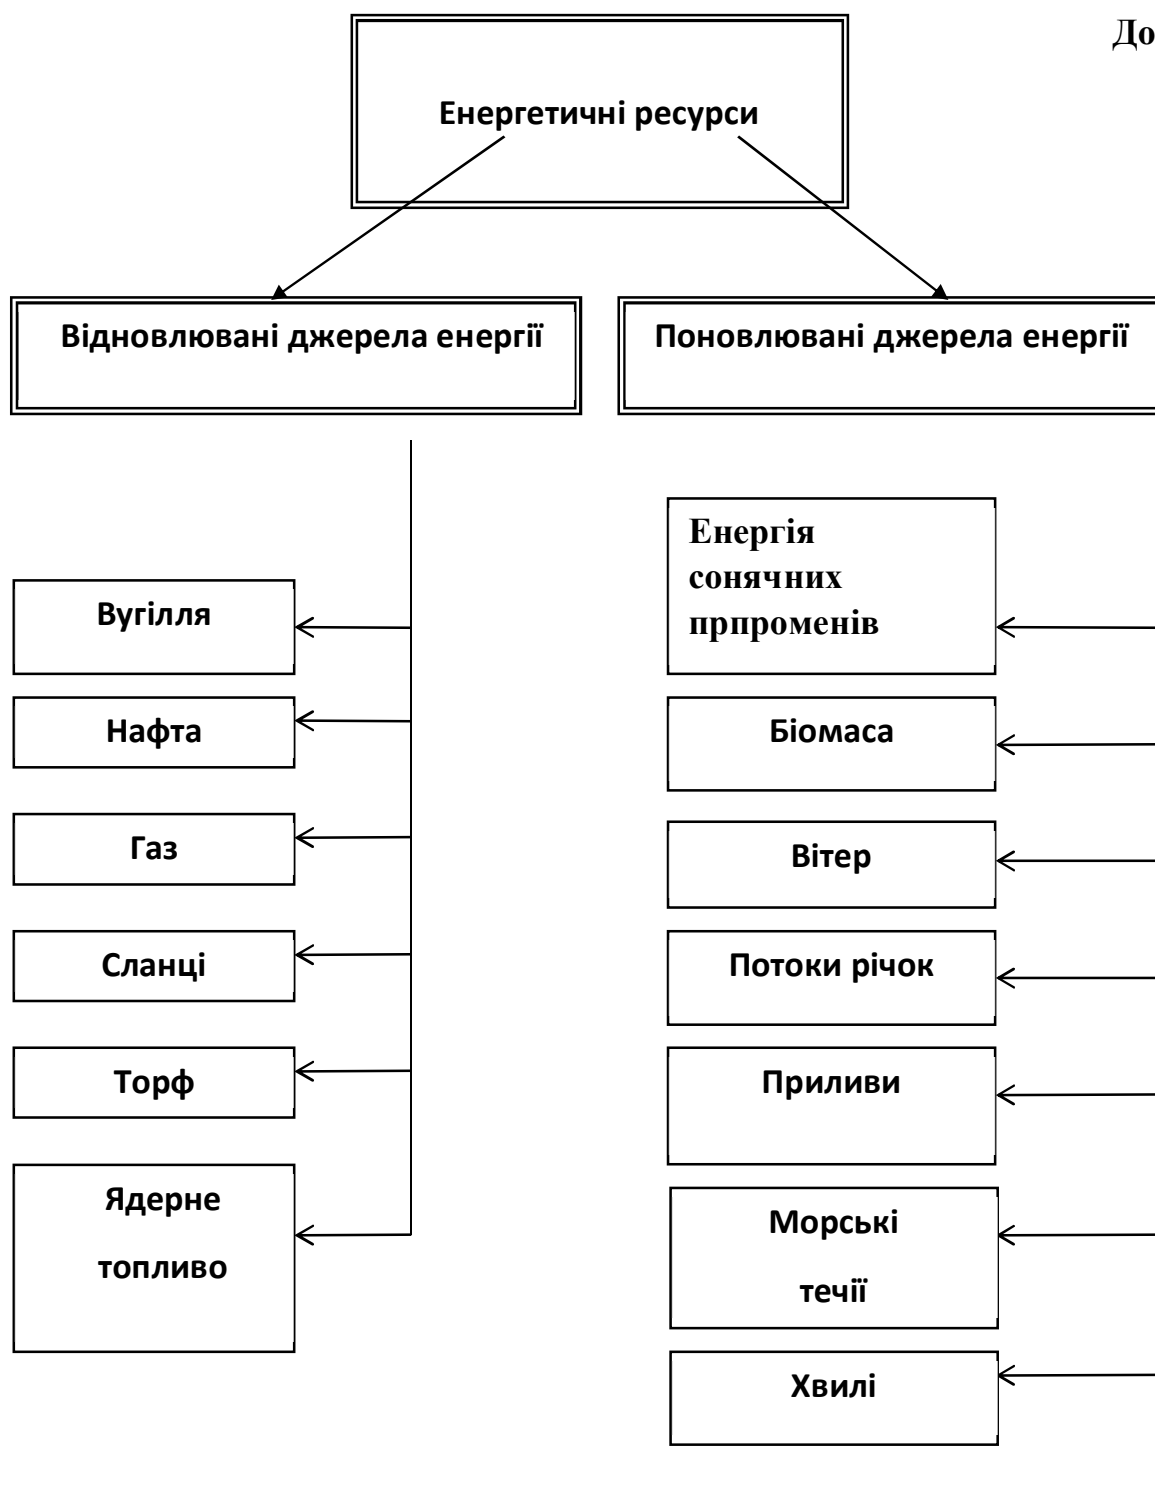 До
Енергетичні ресурси
Відновлювані джерела енергії
Поновлювані джерела енергії
Вугілля
Нафта
Газ
Сланці
Торф
Ядерне
топливо
Енергія
сонячних
прпроменів
Біомаса
Вітер
Потоки річок
Приливи
Морські
течії
Хвилі